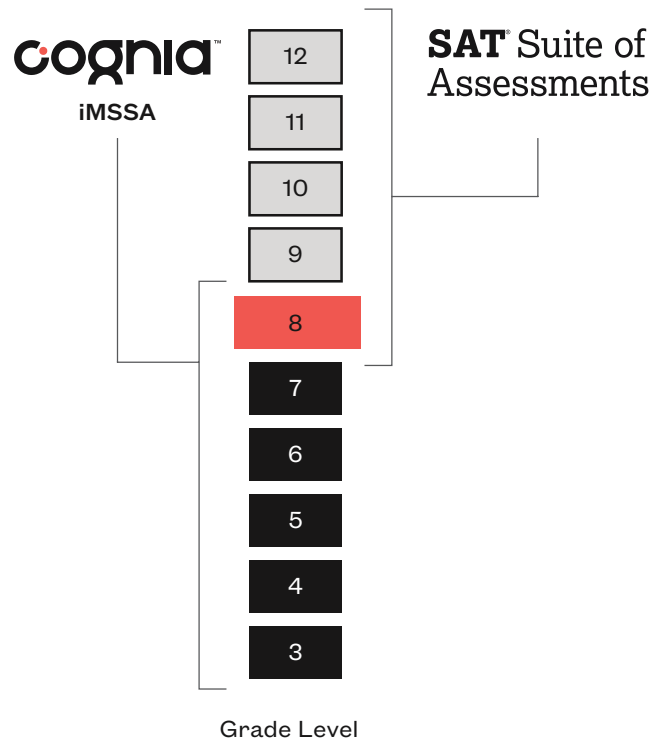 cognia™
iMSSA
SAT® Suite of
Assessments
12
11
10
9
8
7
6
5
4
3
Grade Level